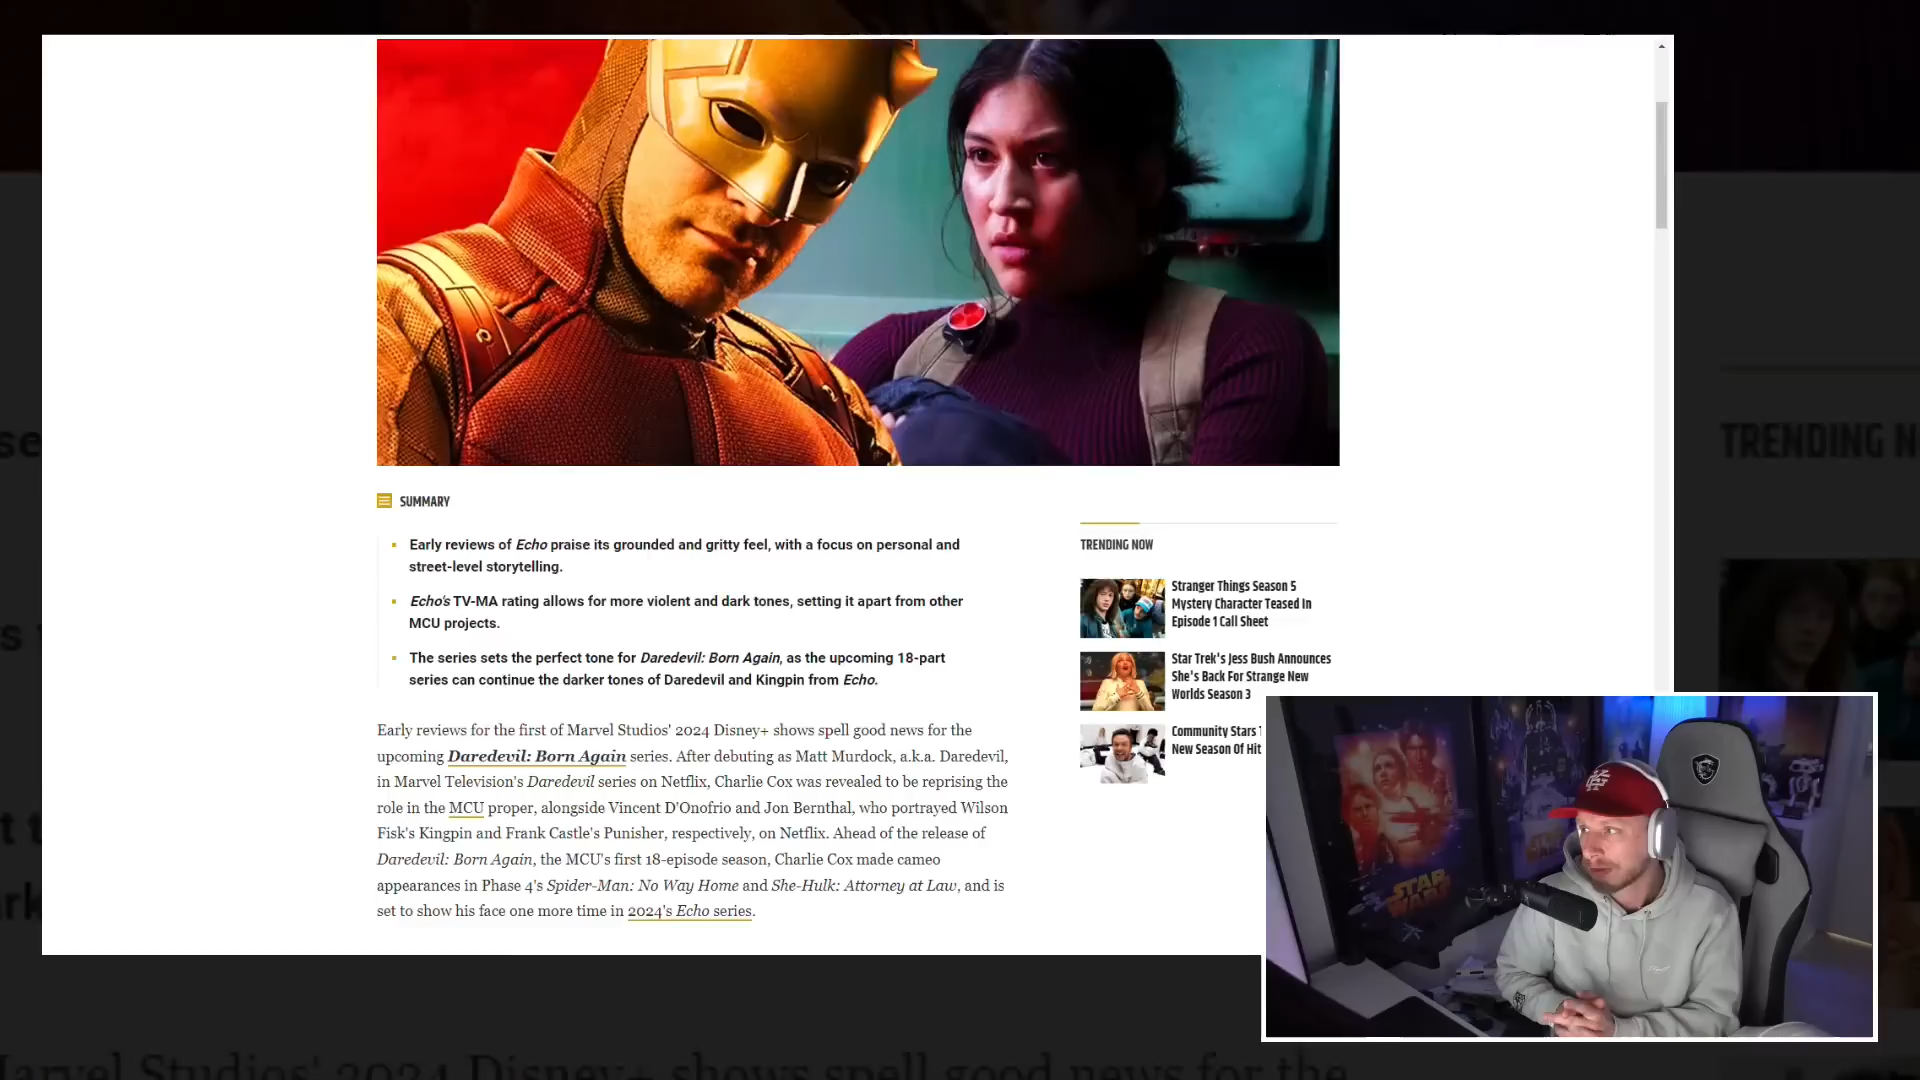 SUMMARY
Early reviews of Echo praise its grounded and gritty feel, with a focus on personal and
street-level storytelling.
Echo's TV-MA rating allows for more violent and dark tones, setting it apart from other
MCU projects.
The series sets the perfect tone for Daredevil: Born Again, as the upcoming 18-part
series can continue the darker tones of Daredevil and Kingpin from Echo.
Early reviews for the first of Marvel Studios' 2024 Disney+ shows spell good news for the
upcoming Daredevil: Born Again series. After debuting as Matt Murdock, a.k.a. Daredevil,
in Marvel Television's Daredevil series on Netflix, Charlie Cox was revealed to be reprising the
role in the MCU proper, alongside Vincent D'Onofrio and Jon Bernthal, who portrayed Wilson
Fisk's Kingpin and Frank Castle's Punisher, respectively, on Netflix. Ahead of the release of
Daredevil: Born Again, the MCU's first 18-episode season, Charlie Cox made cameo
appearances in Phase 4's Spider-Man: No Way Home and She-Hulk: Attorney at Law, and is
set to show his face one more time in 2024's Echo series.
TRENDING NOW
Stranger Things Season 5
Mystery Character Teased In
Episode 1 Call Sheet
Star Trek's Jess Bush Announces
She's Back For Strange New
Worlds Season 3
Community Stars
New Season Of Hit
STAR
WARS
TRENDING N
Marvel Studios' 2024 Disney+ shows spell good news for the